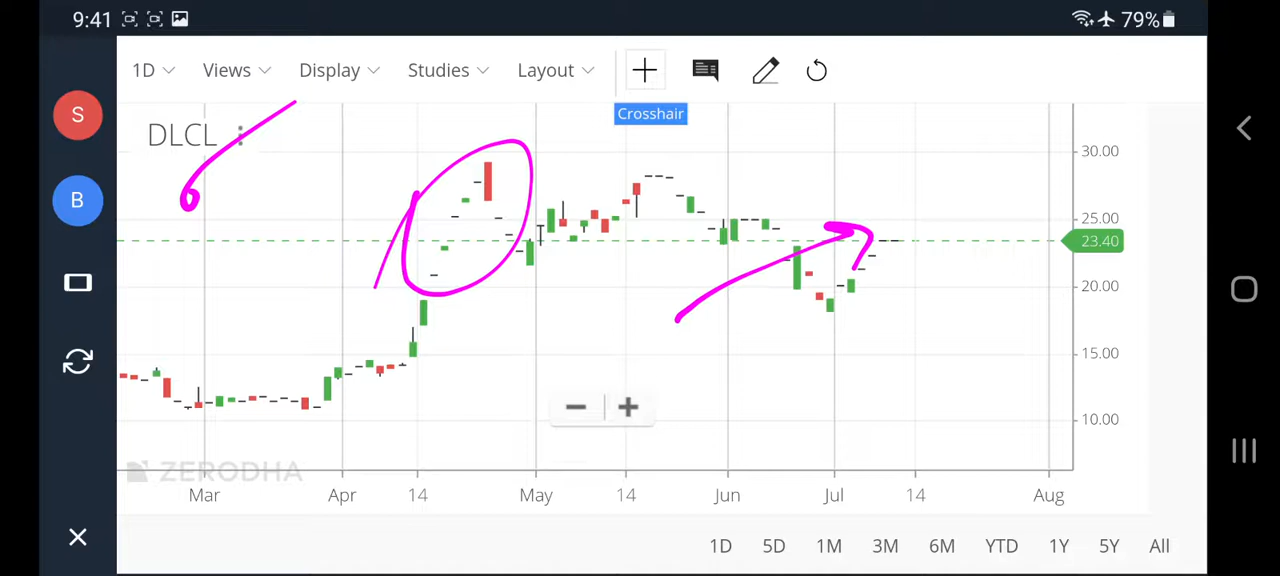 9:41 79%
1D Views Display Studies Layout
Crosshair
S
DLCL
B
30.00
25.00
23.40
20.00
15.00
10.00
ZERODHA
Mar Apr 14 May 14 Jun Jul 14 Aug
1D 5D 1M 3M 6M YTD 1Y 5Y All